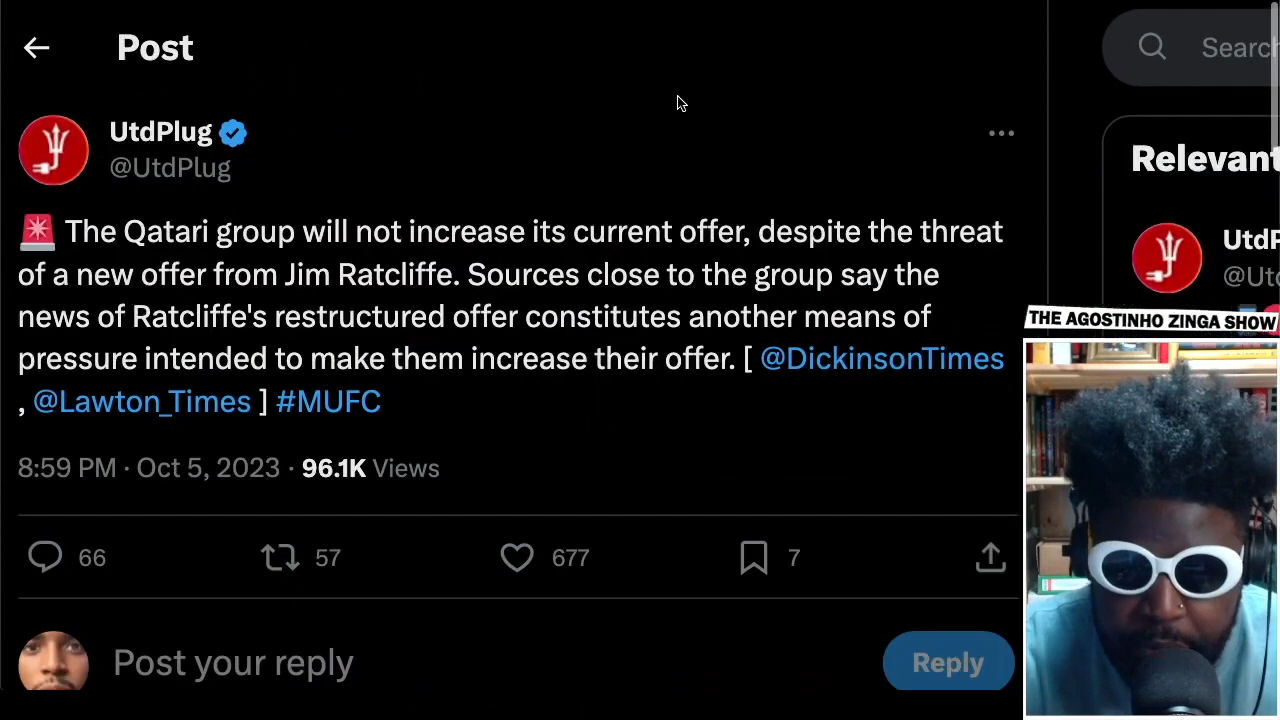 Post
Search
UtdPlug
@UtdPlug
The Qatari group will not increase its current offer, despite the threat
of a new offer from Jim Ratcliffe. Sources close to the group say the
news of Ratcliffe's restructured offer constitutes another means of
pressure intended to make them increase their offer. [ @DickinsonTimes
, @Lawton_Times ] #MUFC
8:59 PM · Oct 5, 2023 · 96.1K Views
66 57 677 7
Post your reply
Reply
Relevant
UtdP
@Utd
THE AGOSTINHO ZINGA SHOW